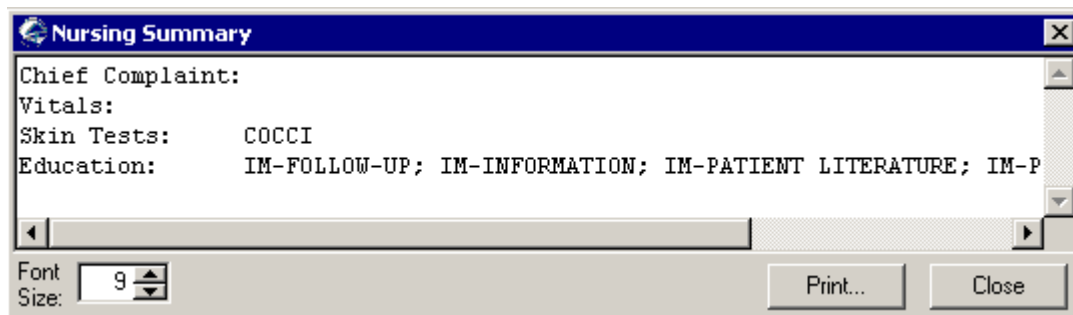 Nursing Summary
Chief Complaint:
Vitals:
Skin Tests: COCCI
Education: IM-FOLLOW-UP; IM-INFORMATION; IM-PATIENT LITERATURE; IM-P
Font Size: 9
Print... Close